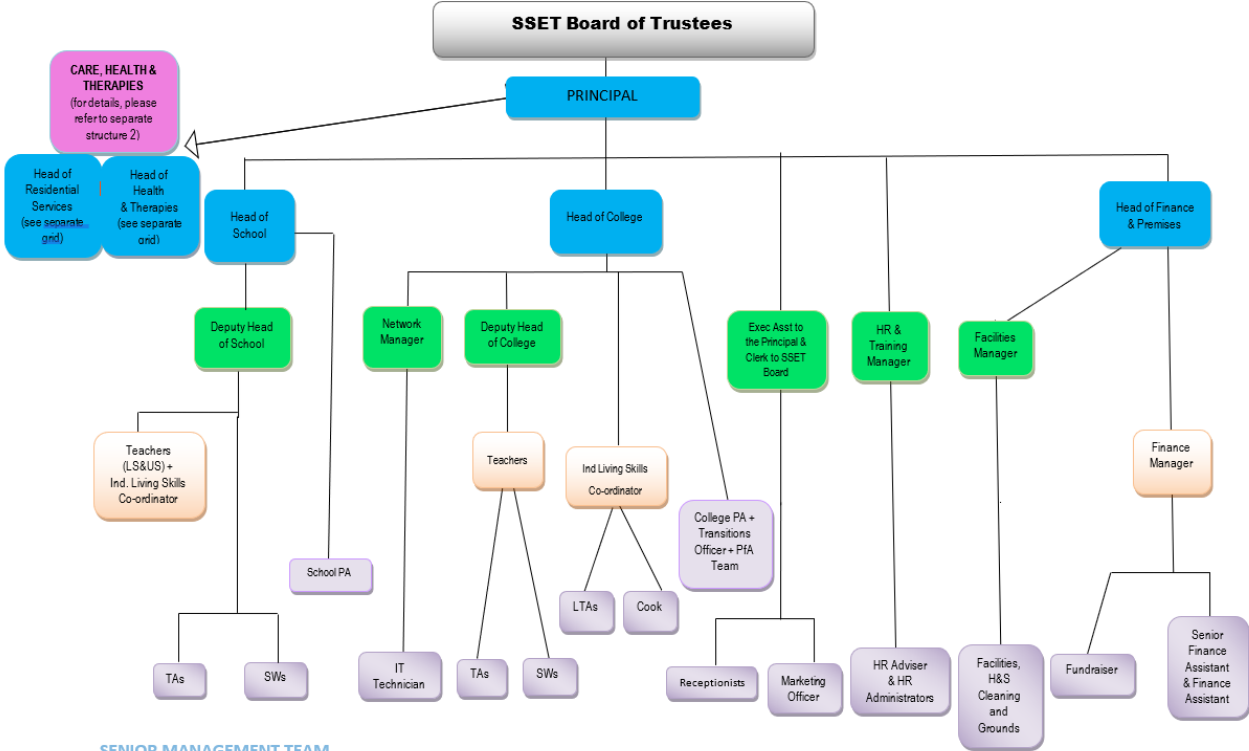 SSET Board of Trustees
CARE, HEALTH &
THERAPIES
(for details, please
refer to separate
structure 2)
PRINCIPAL
Head of
Residential
Services
(see separate
grid)
Head of
Health
& Therapies
(see separate
grid)
Head of
School
Head of College
Head of Finance
& Premises
Deputy Head
of School
Network
Manager
Deputy Head
of College
Exec Asst to
the Principal &
Clerk to SSET
Board
HR &
Training
Manager
Facilities
Manager
Teachers
(LS&US) +
Ind. Living Skills
Co-ordinator
Teachers
Ind Living Skills
Co-ordinator
Finance
Manager
College PA +
Transitions
Officer + PfA
Team
School PA
LTAs
Cook
TAs
SWs
IT
Technician
TAs
SWs
Receptionists
Marketing
Officer
HR Adviser
& HR
Administrators
Facilities,
H&S
Cleaning
and
Grounds
Fundraiser
Senior
Finance
Assistant
& Finance
Assistant
SENIOR MANAGEMENT TEAM